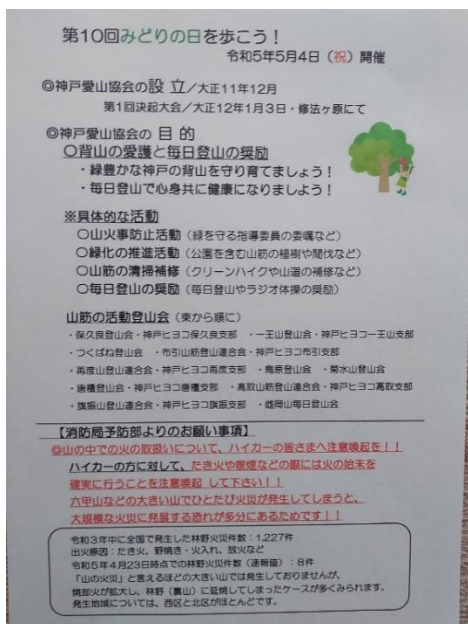 第10回みどりの日を歩こう！
令和5年5月4日（祝）開催
◎神戸愛山協会の設 立／大正11年12月
第1回決起大会／大正12年1月3日・修法ヶ原にて
◎神戸愛山協会の 目 的
〇背山の愛護と毎日登山の奨励
・緑豊かな神戸の背山を守り育てましょう！
・毎日登山で心身共に健康になりましょう！
※具体的な活動
〇山火事防止活動（緑を守る指導委員の委嘱など）
〇緑化の推進活動（公園を含む山筋の植樹や間伐など）
〇山筋の清掃補修（クリーンハイクや山道の補修など）
〇毎日登山の奨励（毎日登山やラジオ体操の奨励）
山筋の活動登山会（東から順に）
・保久良登山会・神戸ヒヨコ保久良支部 ・一王山登山会・神戸ヒヨコ一王山支部
・つくばね登山会 ・布引山筋登山連合会・神戸ヒヨコ布引支部
・再度山登山連合会・神戸ヒヨコ再度支部 ・烏原登山会 ・菊水山登山会
・唐櫃登山会・神戸ヒヨコ唐櫃支部 ・高取山筋登山連合会・神戸ヒヨコ高取支部
・旗振山登山連合会・神戸ヒヨコ旗振支部 ・雌岡山毎日登山会
【消防局予防部よりのお願い事項】
◎山の中での火の取扱いについて、ハイカーの皆さまへ注意喚起を！！
ハイカーの方に対して、たき火や喫煙などの際には火の始末を
確実に行うことを注意喚起 して下さい！！
六甲山などの大きい山でひとたび火災が発生してしまうと、
大規模な火災に発展する恐れが多分にあるためです！！
令和3年中に全国で発生した林野火災件数：1,227件
出火原因：たき火、野焼き・火入れ、放火など
令和5年4月23日時点での林野火災件数（速報値）：8件
「山の火災」と言えるほどの大きい山では発生しておりませんが、
焼却火が拡大し、林野（裏山）に延焼してしまったケースが多くみられます。
発生地域については、西区と北区がほとんどです。